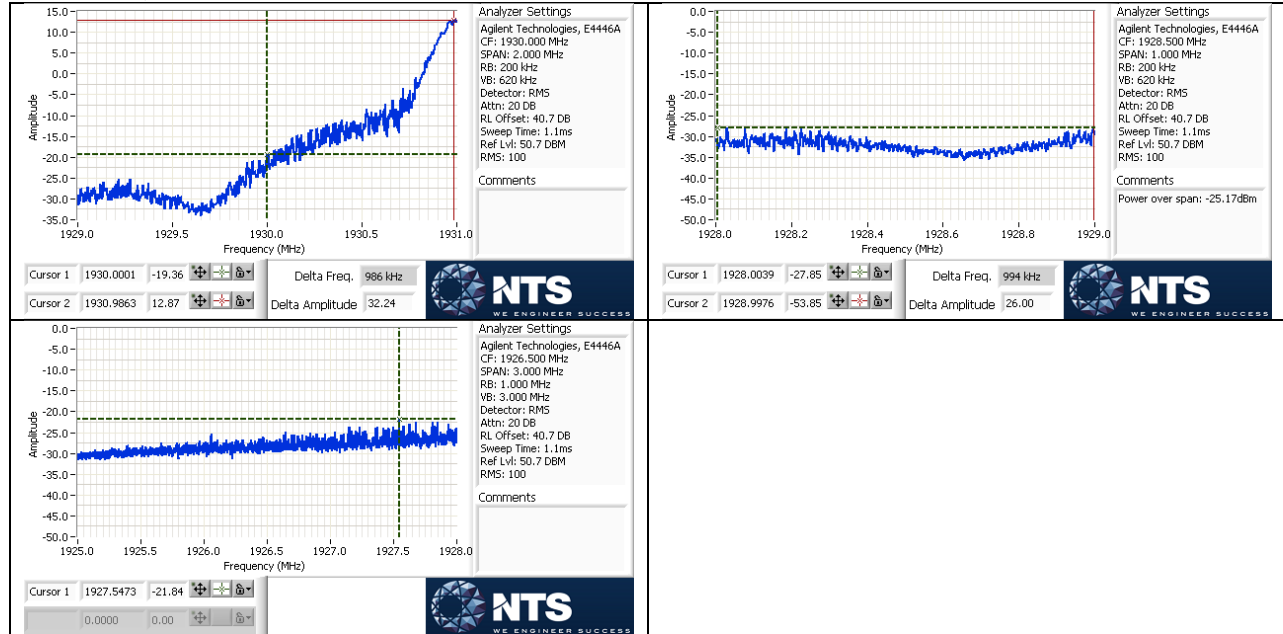 Analyzer Settings
Agilent Technologies, E4446A
CF: 1930.000 MHz
SPAN: 2.000 MHz
RB: 200 kHz
VB: 620 kHz
Detector: RMS
Attn: 20 DB
RL Offset: 40.7 DB
Sweep Time: 1.1ms
Ref Lvl: 50.7 DBM
RMS: 100
Comments
15.0
10.0
5.0
0.0
-5.0
-10.0
-15.0
-20.0
-25.0
-30.0
-35.0
Amplitude
1929.0 1929.5 1930.0 1930.5 1931.0
Frequency (MHz)
Cursor 1 1930.0001 -19.36
Cursor 2 1930.9863 12.87
Delta Freq. 986 kHz
Delta Amplitude 32.24
NTS
WE ENGINEER SUCCESS
Analyzer Settings
Agilent Technologies, E4446A
CF: 1928.500 MHz
SPAN: 1.000 MHz
RB: 200 kHz
VB: 620 kHz
Detector: RMS
Attn: 20 DB
RL Offset: 40.7 DB
Sweep Time: 1.1ms
Ref Lvl: 50.7 DBM
RMS: 100
Comments
Power over span: -25.17dBm
0.0
-5.0
-10.0
-15.0
-20.0
-25.0
-30.0
-35.0
-40.0
-45.0
-50.0
Amplitude
1928.0 1928.2 1928.4 1928.6 1928.8 1929.0
Frequency (MHz)
Cursor 1 1928.0039 -27.85
Cursor 2 1928.9976 -53.85
Delta Freq. 994 kHz
Delta Amplitude 26.00
NTS
WE ENGINEER SUCCESS
Analyzer Settings
Agilent Technologies, E4446A
CF: 1926.500 MHz
SPAN: 3.000 MHz
RB: 1.000 MHz
VB: 3.000 MHz
Detector: RMS
Attn: 20 DB
RL Offset: 40.7 DB
Sweep Time: 1.1ms
Ref Lvl: 50.7 DBM
RMS: 100
Comments
0.0
-5.0
-10.0
-15.0
-20.0
-25.0
-30.0
-35.0
-40.0
-45.0
-50.0
Amplitude
1925.0 1925.5 1926.0 1926.5 1927.0 1927.5 1928.0
Frequency (MHz)
Cursor 1 1927.5473 -21.84
0.0000 0.00
NTS
WE ENGINEER SUCCESS